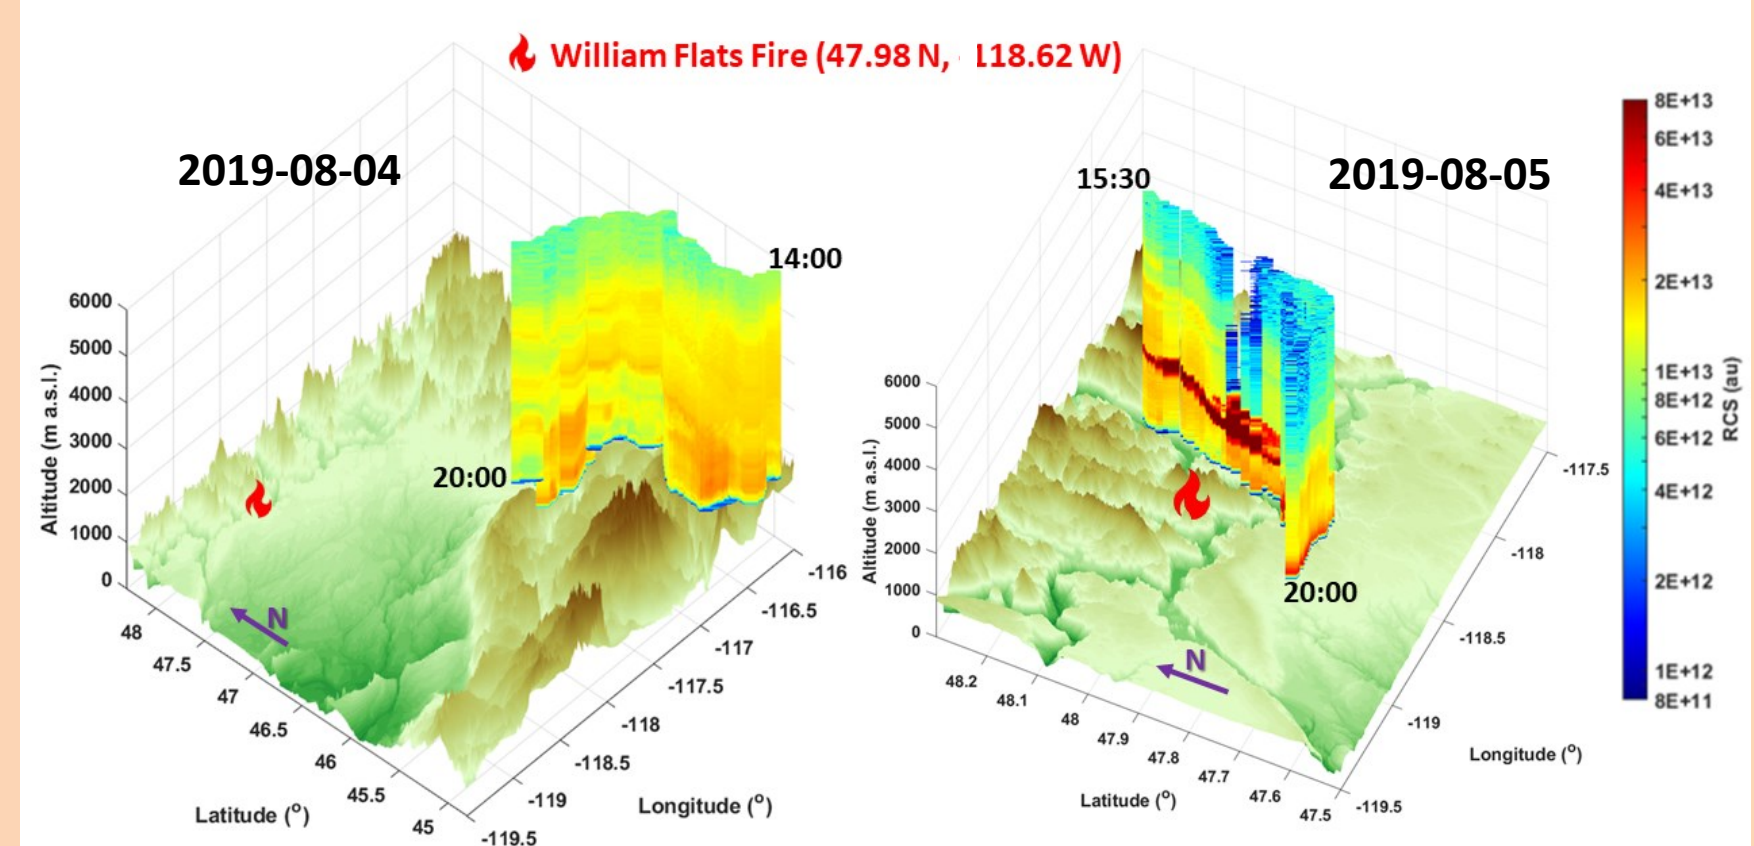 William Flats Fire (47.98 N, -118.62 W)
2019-08-04
14:00
20:00
6000
5000
4000
3000
2000
1000
0
Altitude (m a.s.l.)
N
48
47.5
47
46.5
46
45.5
45
Latitude (o)
-116
-116.5
-117
-117.5
-118
-118.5
-119
-119.5
Longitude (o)
2019-08-05
15:30
20:00
6000
5000
4000
3000
2000
1000
0
Altitude (m a.s.l.)
N
48.2
48.1
48
47.9
47.8
47.7
47.6
47.5
Latitude (o)
-117.5
-118
-118.5
-119
-119.5
Longitude (o)
8E+13
6E+13
4E+13
2E+13
1E+13
8E+12
6E+12
4E+12
2E+12
1E+12
8E+11
RCS (au)